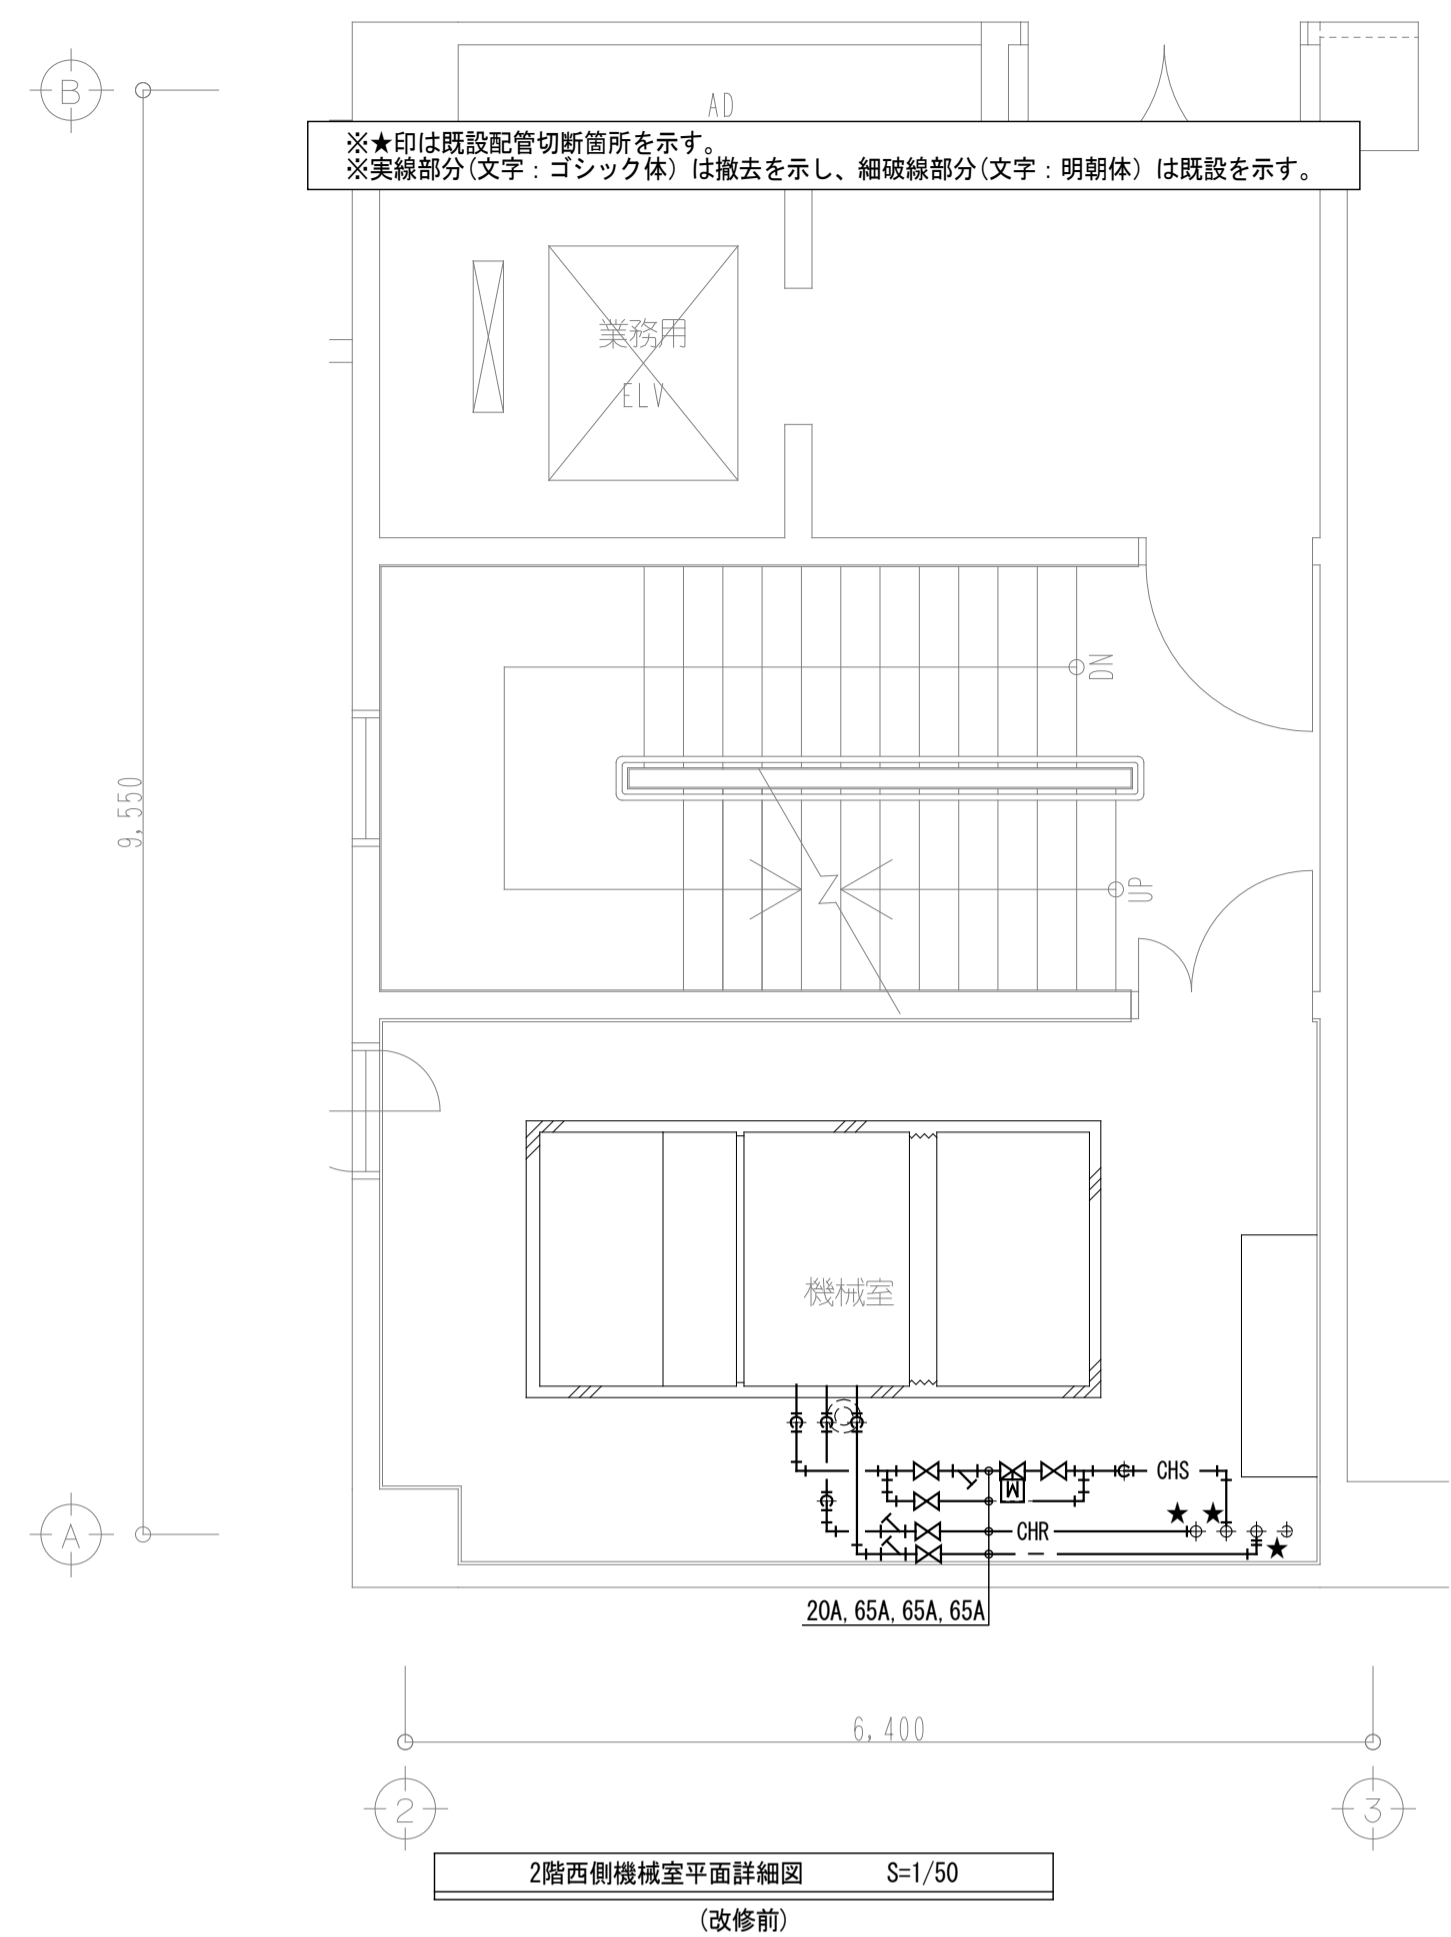 B
AD
※★印は既設配管切断箇所を示す。
※実線部分(文字：ゴシック体)は撤去を示し、細破線部分(文字：明朝体)は既設を示す。
業務用
ELV
DN
9,550
UP
機械室
CHS
M
CHR
A
20A, 65A, 65A, 65A
6,400
2
3
2階西側機械室平面詳細図 S=1/50
(改修前)